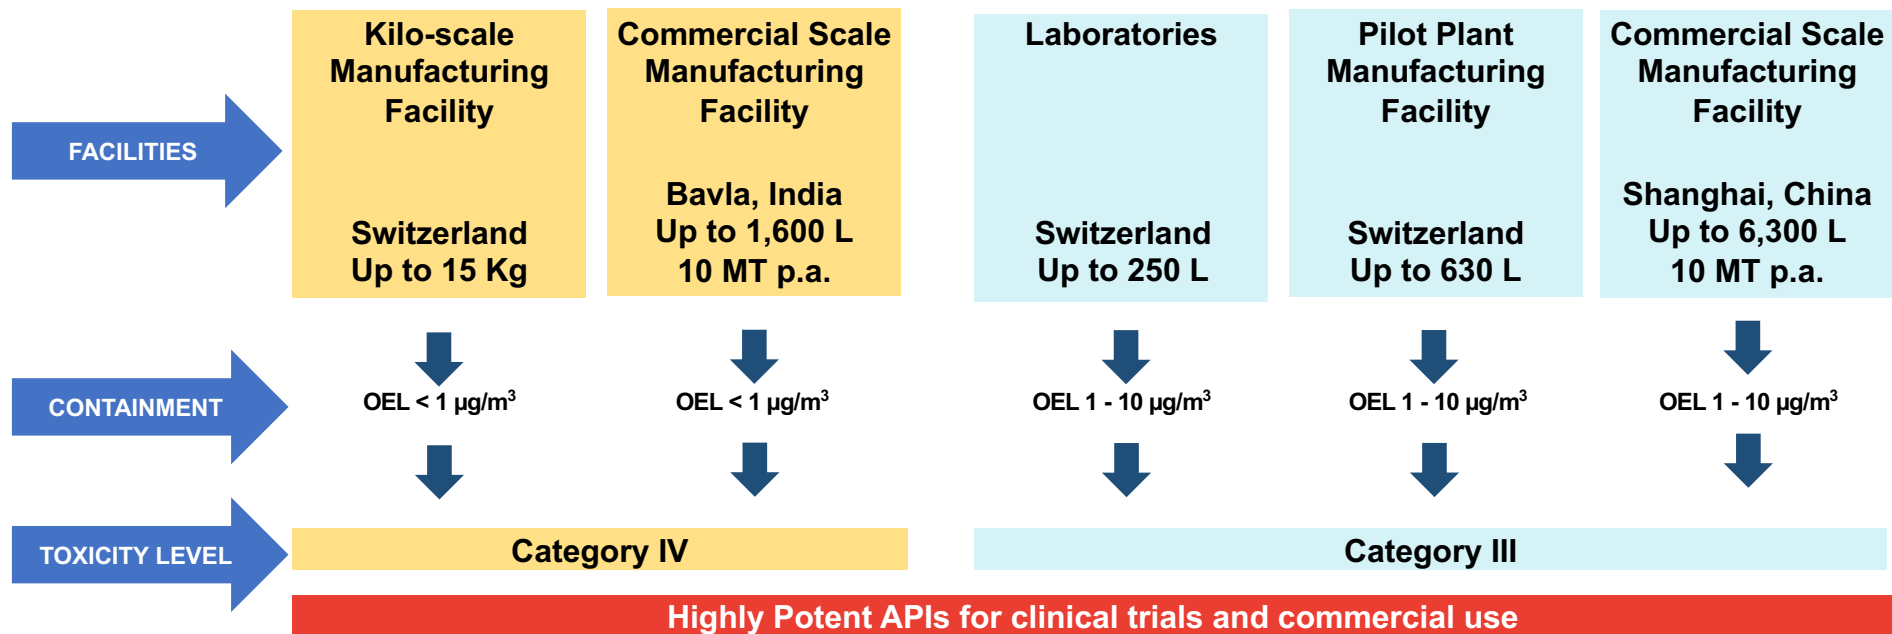 FACILITIES
Kilo-scale
Manufacturing
Facility
Switzerland
Up to 15 Kg
Commercial Scale
Manufacturing
Facility
Bavla, India
Up to 1,600 L
10 MT p.a.
Laboratories
Switzerland
Up to 250 L
Pilot Plant
Manufacturing
Facility
Switzerland
Up to 630 L
Commercial Scale
Manufacturing
Facility
Shanghai, China
Up to 6,300 L
10 MT p.a.
CONTAINMENT
OEL < 1 µg/m³
OEL < 1 µg/m³
OEL 1 - 10 µg/m³
OEL 1 - 10 µg/m³
OEL 1 - 10 µg/m³
TOXICITY LEVEL
Category IV
Category III
Highly Potent APIs for clinical trials and commercial use